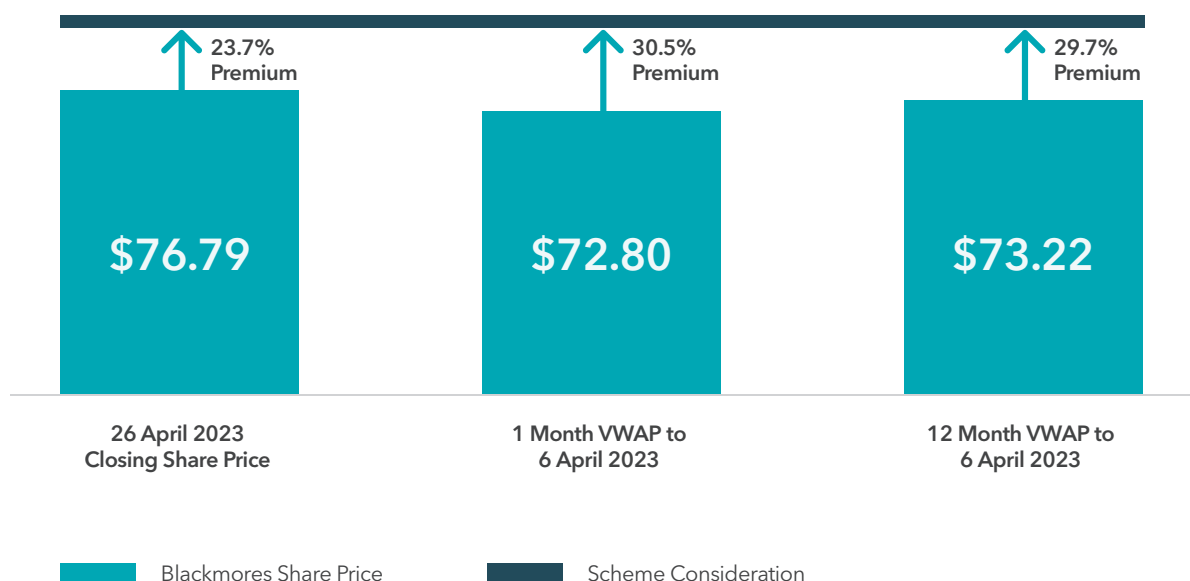 23.7%
Premium
30.5%
Premium
29.7%
Premium
$76.79
$72.80
$73.22
26 April 2023
Closing Share Price
1 Month VWAP to
6 April 2023
12 Month VWAP to
6 April 2023
Blackmores Share Price
Scheme Consideration